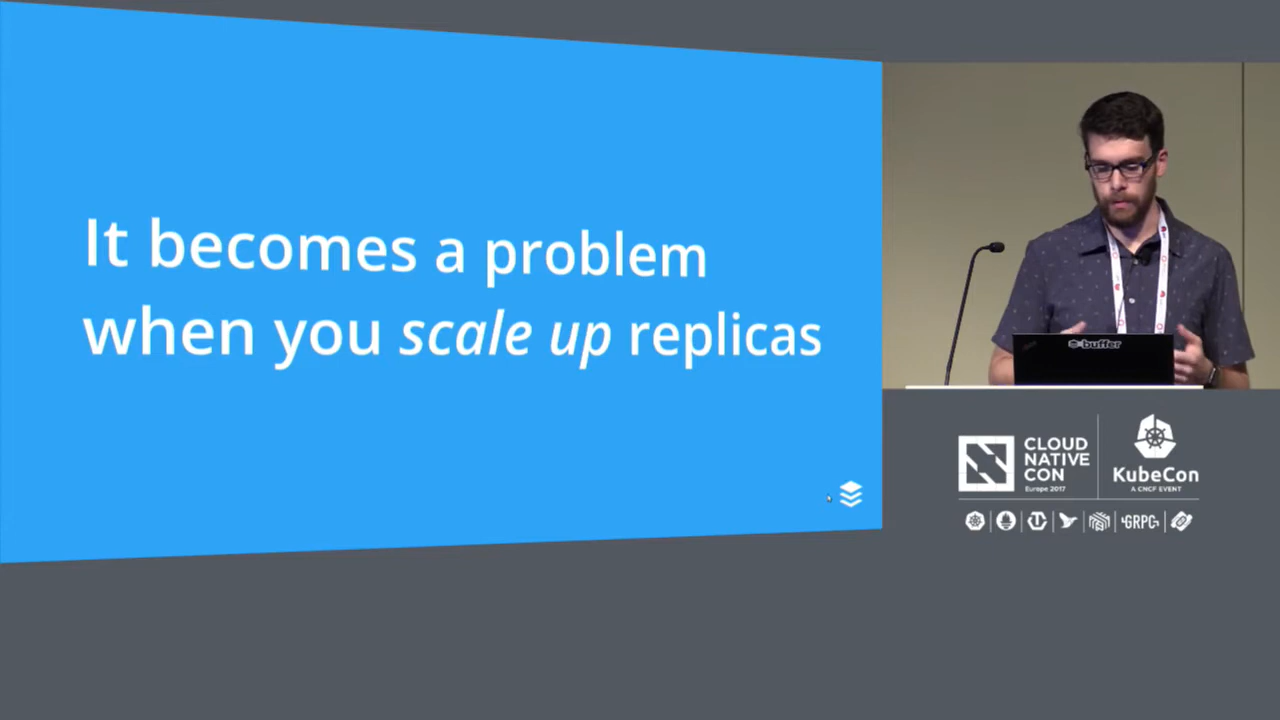 It becomes a problem
when you scale up replicas
buffer
CLOUD
NATIVE
CON
Europe 2017
KubeCon
A CNCF EVENT
GRPC